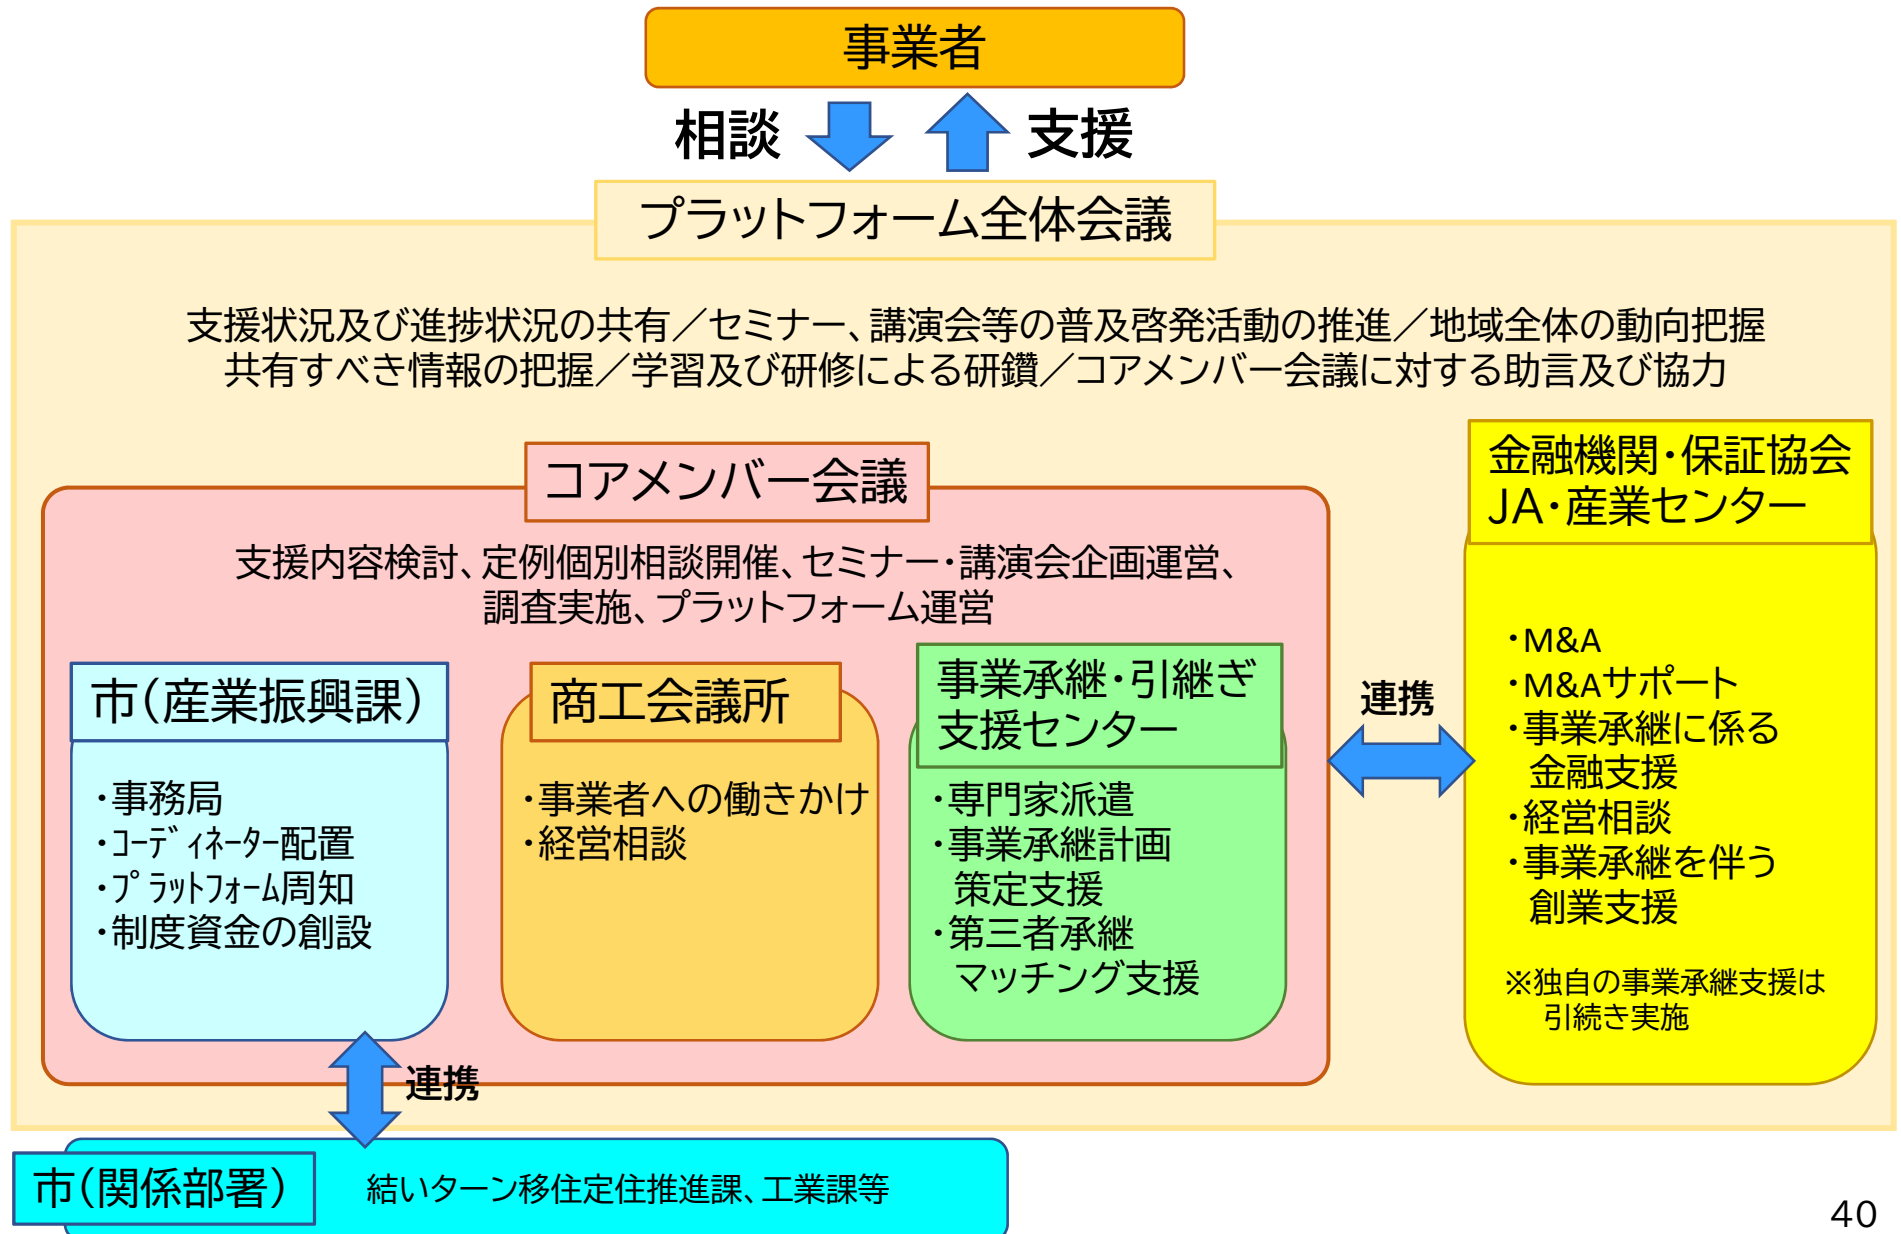 事業者
相談
支援
プラットフォーム全体会議
支援状況及び進捗状況の共有／セミナー、講演会等の普及啓発活動の推進／地域全体の動向把握
共有すべき情報の把握／学習及び研修による研鑽／コアメンバー会議に対する助言及び協力
コアメンバー会議
支援内容検討、定例個別相談開催、セミナー・講演会企画運営、
調査実施、プラットフォーム運営
市(産業振興課)
・事務局
・ｺｰﾃﾞｨﾈｰﾀｰ配置
・ﾌﾟﾗｯﾄﾌｫｰﾑ周知
・制度資金の創設
商工会議所
・事業者への働きかけ
・経営相談
事業承継・引継ぎ
支援センター
・専門家派遣
・事業承継計画
策定支援
・第三者承継
マッチング支援
連携
金融機関・保証協会
JA・産業センター
・M&A
・M&Aサポート
・事業承継に係る
金融支援
・経営相談
・事業承継を伴う
創業支援
※独自の事業承継支援は
引続き実施
連携
市(関係部署)
結いターン移住定住推進課、工業課等
40